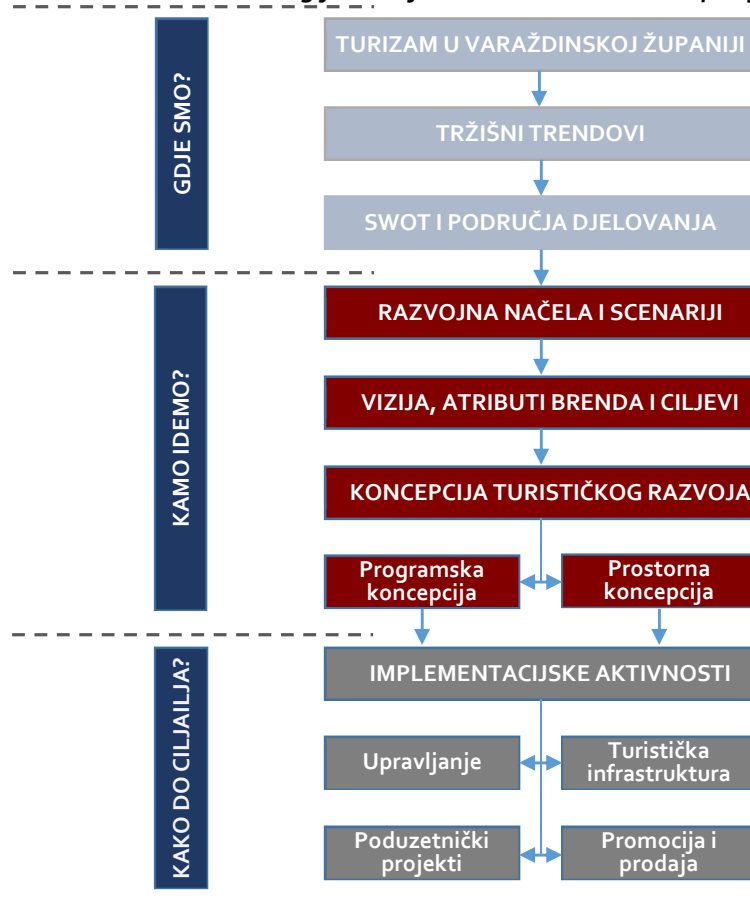 GDJE SMO?
TURIZAM U VARAŽDINSKOJ ŽUPANIJI
TRŽIŠNI TRENDOVI
SWOT I PODRUČJA DJELOVANJA
KAMO IDEMO?
RAZVOJNA NAČELA I SCENARIJI
VIZIJA, ATRIBUTI BRENDA I CILJEVI
KONCEPCIJA TURISTIČKOG RAZVOJA
Programska
koncepcija
Prostorna
koncepcija
KAKO DO CILJAILJA?
IMPLEMENTACIJSKE AKTIVNOSTI
Upravljanje
Turistička
infrastruktura
Poduzetnički
projekti
Promocija i
prodaja